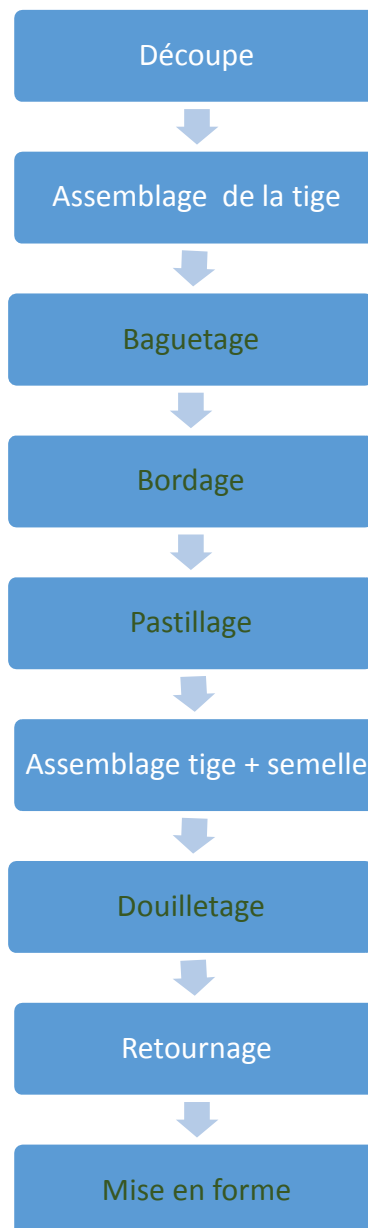 Découpe
Assemblage de la tige
Baguetage
Bordage
Pastillage
Assemblage tige + semelle
Douilletage
Retournage
Mise en forme